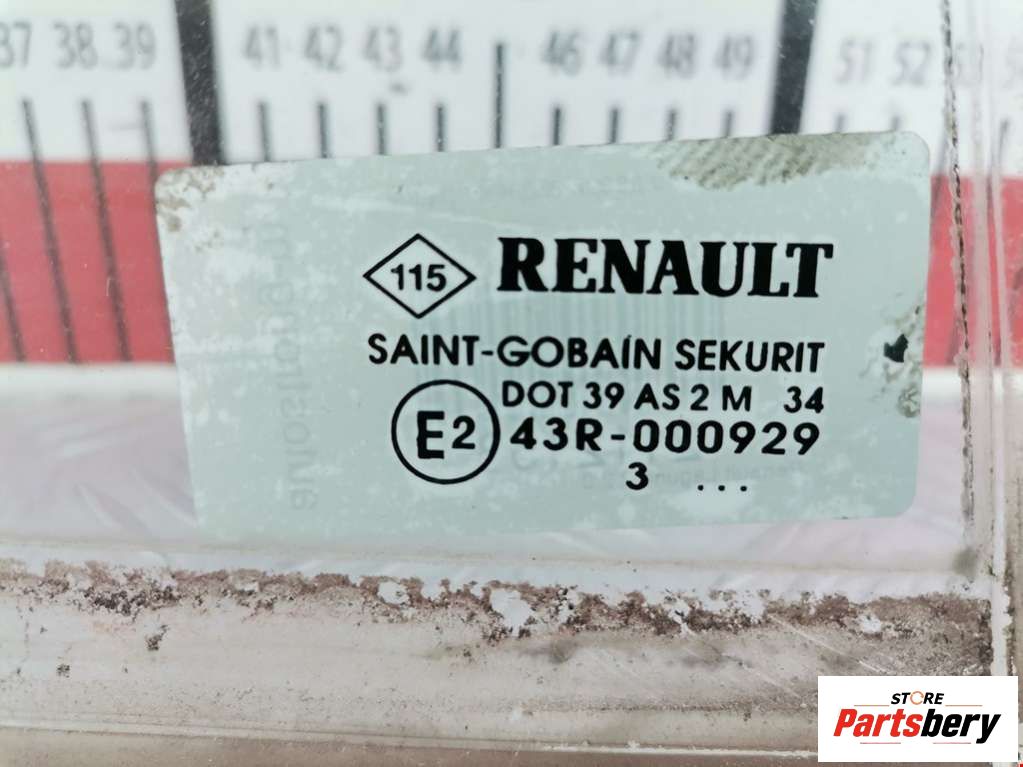 37 38 39 41 42 43 44 46 47 48 49 51 52 53
115 RENAULT
SAINT-GOBAIN SEKURIT
DOT 39 AS 2 M 34
E2 43R-000929
3 ...
STORE
Partsbery